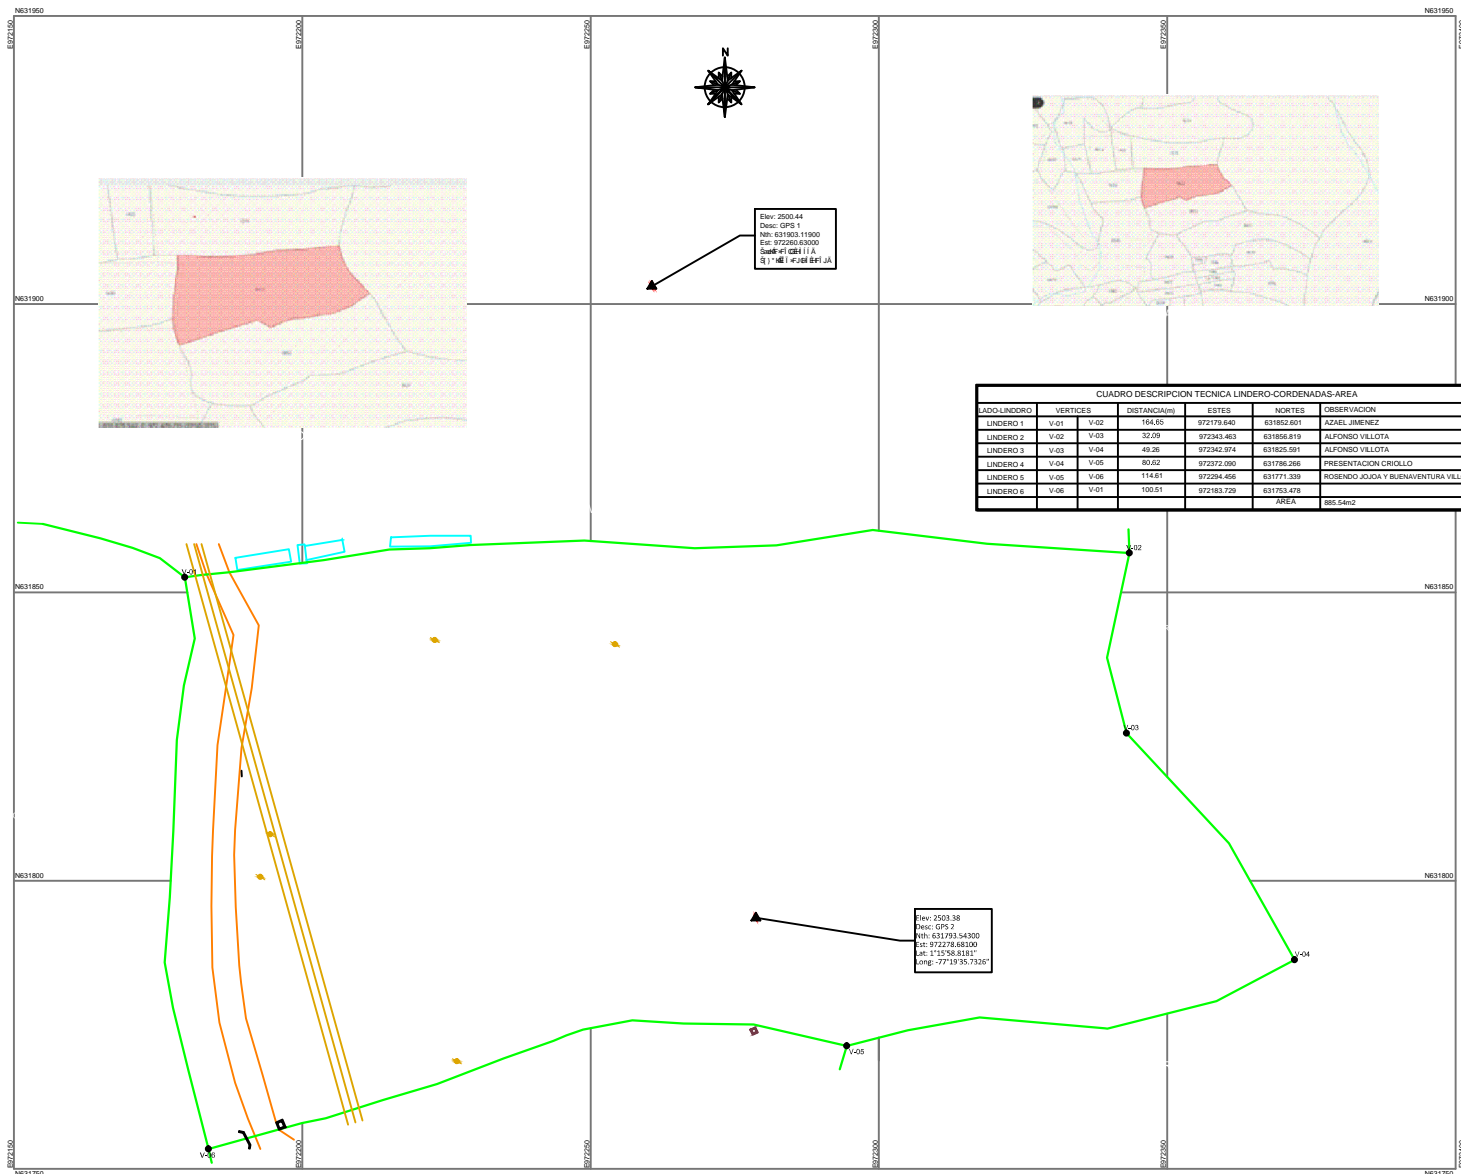 N631950
N631950
E972150
E972200
E972250
E972300
E972350
E972400
N
Elev: 2500.44
Desc: GPS 1
Nth: 631903.11900
Est: 972260.63000
N631900
N631900
CUADRO DESCRIPCION TECNICA LINDERO-CORDENADAS-AREA
LADO-LINDDRO VERTICES DISTANCIA(m) ESTES NORTES OBSERVACION
LINDERO 1 V-01 V-02 164.65 972179.640 631852.601 AZAEL JIMENEZ
LINDERO 2 V-02 V-03 32.09 972343.463 631856.819 ALFONSO VILLOTA
LINDERO 3 V-03 V-04 49.26 972342.974 631825.591 ALFONSO VILLOTA
LINDERO 4 V-04 V-05 80.62 972372.090 631786.266 PRESENTACION CRIOLLO
LINDERO 5 V-05 V-06 114.61 972294.456 631771.339 ROSENDO JOJOA Y BUENAVENTURA VILL
LINDERO 6 V-06 V-01 100.51 972183.729 631753.478
AREA 885.54m2
V-02
V-01
N631850
N631850
V-03
N631800
N631800
Elev: 2503.38
Desc: GPS 2
Nth: 631793.54300
Est: 972278.68100
Lat: 1°15'58.8181"
Long: -77°19'35.7326"
V-04
V-05
V-06
E972150
E972200
E972250
E972300
E972350
E972400
N631750
N631750